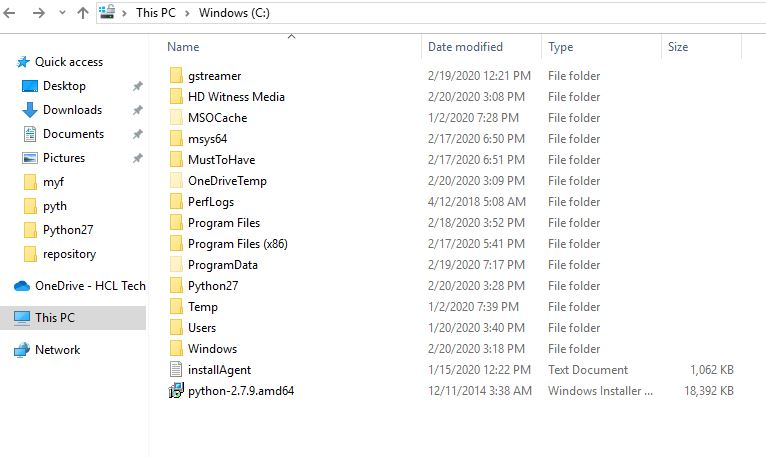 This PC > Windows (C:)
Name Date modified Type Size
Quick access
Desktop
Downloads
Documents
Pictures
myf
pyth
Python27
repository
OneDrive - HCL Tech
This PC
Network
gstreamer 2/19/2020 12:21 PM File folder
HD Witness Media 2/20/2020 3:08 PM File folder
MSOCache 1/2/2020 7:28 PM File folder
msys64 2/17/2020 6:50 PM File folder
MustToHave 2/17/2020 6:51 PM File folder
OneDriveTemp 2/20/2020 3:09 PM File folder
PerfLogs 4/12/2018 5:08 AM File folder
Program Files 2/18/2020 3:52 PM File folder
Program Files (x86) 2/17/2020 5:41 PM File folder
ProgramData 2/19/2020 7:17 PM File folder
Python27 2/20/2020 3:28 PM File folder
Temp 1/2/2020 7:39 PM File folder
Users 1/20/2020 3:40 PM File folder
Windows 2/20/2020 3:18 PM File folder
installAgent 1/15/2020 12:22 PM Text Document 1,062 KB
python-2.7.9.amd64 12/11/2014 3:38 AM Windows Installer ... 18,392 KB